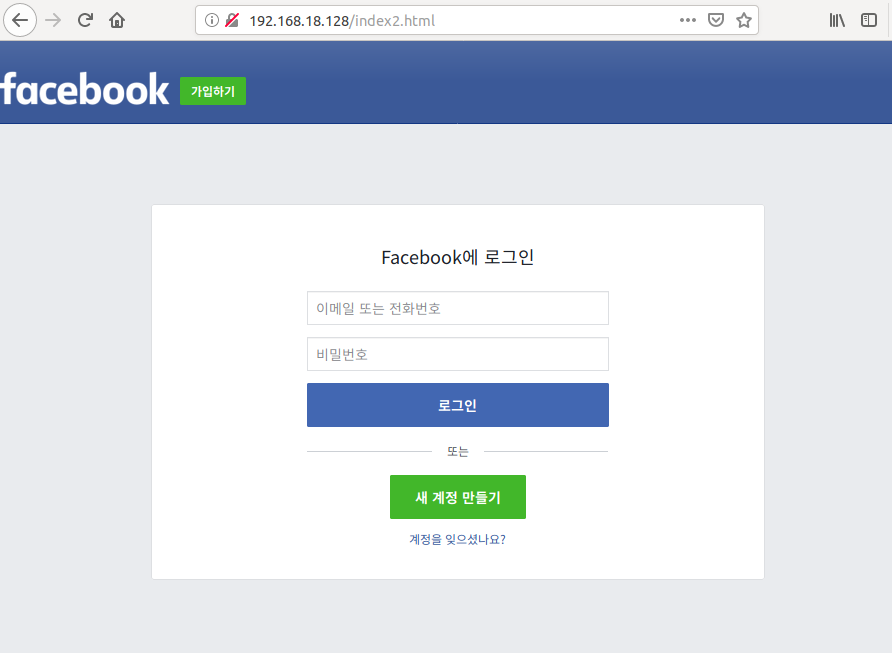 192.168.18.128/index2.html
facebook 가입하기
Facebook에 로그인
이메일 또는 전화번호
비밀번호
로그인
또는
새 계정 만들기
계정을 잊으셨나요?